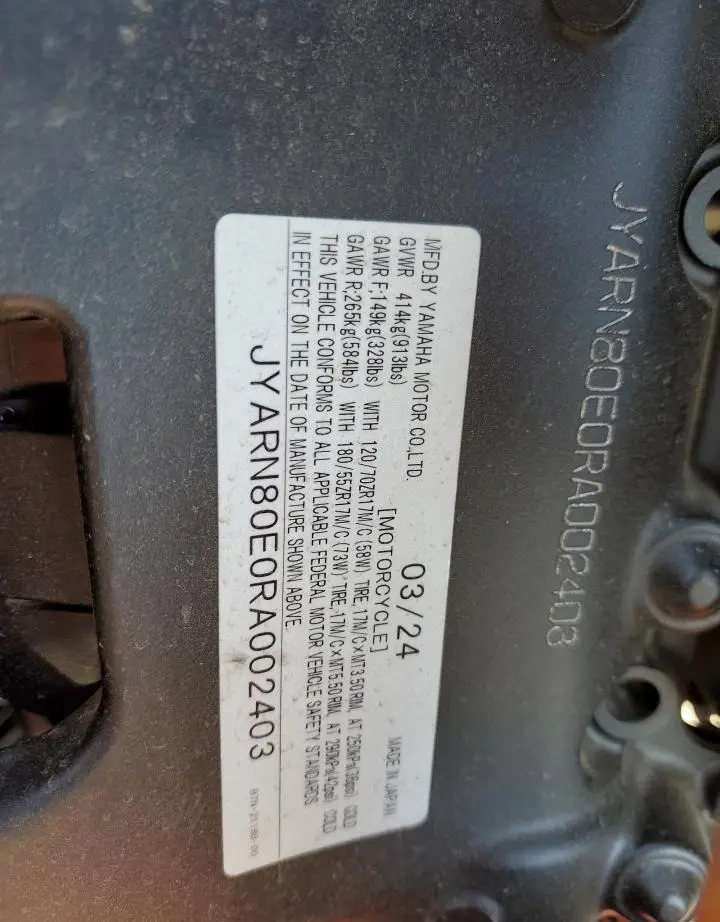 MFD.BY YAMAHA MOTOR CO.,LTD. 03/24 MADE IN JAPAN
GVWR 414kg(913lbs) [MOTORCYCLE]
GAWR F:149kg(328lbs) WITH 120/70ZR17M/C (58W) TIRE, 17M/C×MT3.50 RIM, AT 250kPa(36psi) COLD
GAWR R:265kg(584lbs) WITH 180/55ZR17M/C (73W) TIRE, 17M/C×MT5.50 RIM, AT 290kPa(42psi) COLD
THIS VEHICLE CONFORMS TO ALL APPLICABLE FEDERAL MOTOR VEHICLE SAFETY STANDARDS
IN EFFECT ON THE DATE OF MANUFACTURE SHOWN ABOVE.
JYARN80E0RA002403
JYARN80E0RA002403